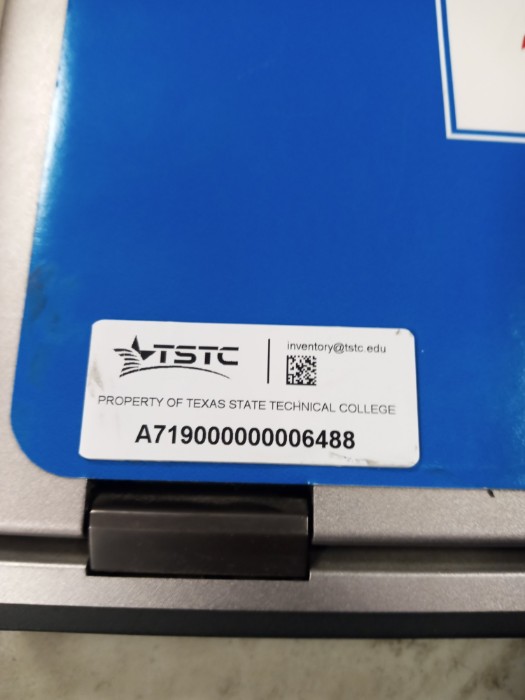 TSTC
inventory@tstc.edu
PROPERTY OF TEXAS STATE TECHNICAL COLLEGE
A719000000006488